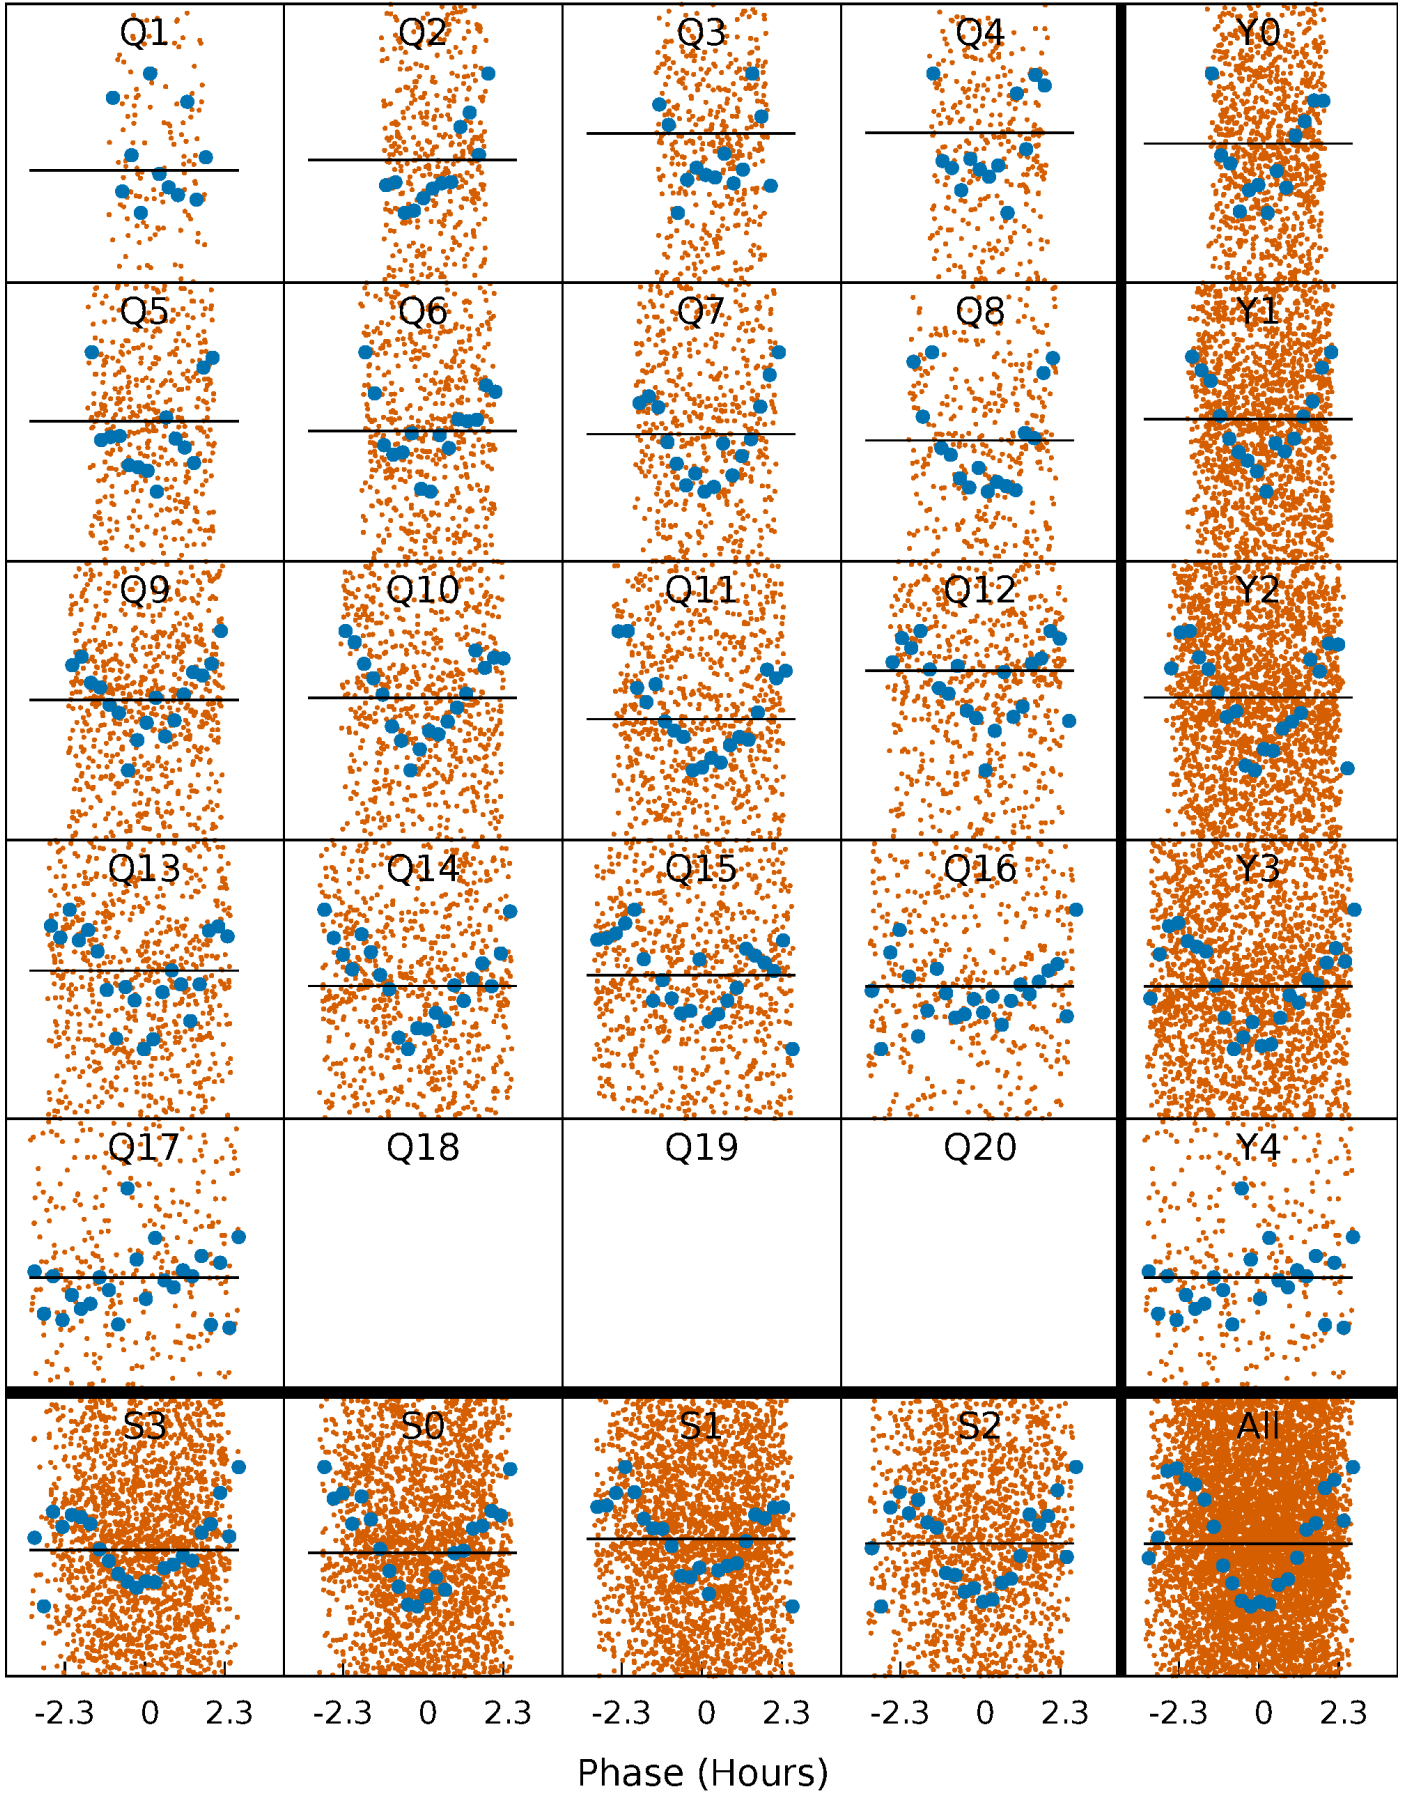 Q1 Q2 Q3 Q4 Y0
Q5 Q6 Q7 Q8 Y1
Q9 Q10 Q11 Q12 Y2
Q13 Q14 Q15 Q16 Y3
Q17 Q18 Q19 Q20 Y4
S3 S0 S1 S2 All
-2.3 0 2.3 -2.3 0 2.3 -2.3 0 2.3 -2.3 0 2.3 -2.3 0 2.3
Phase (Hours)